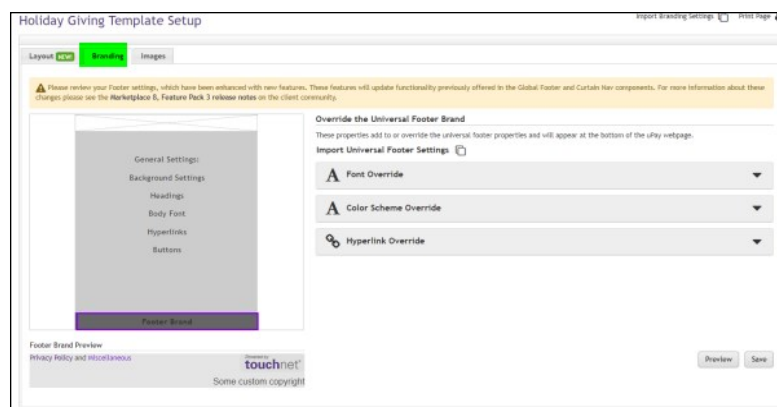 Holiday Giving Template Setup
Import Branding Settings Print Page
Layout NEW! Branding Images
Please review your Footer settings, which have been enhanced with new features. These features will update functionality previously offered in the Global Footer and Curtain Nav components. For more information about these
changes please see the Marketplace 8, Feature Pack 3 release notes on the client community.
Override the Universal Footer Brand
These properties add to or override the universal footer properties and will appear at the bottom of the uPay webpage.
Import Universal Footer Settings
General Settings:
Background Settings
Headings
Body Font
Hyperlinks
Buttons
Footer Brand
A Font Override
A Color Scheme Override
Hyperlink Override
Footer Brand Preview
Privacy Policy and Miscellaneous
Powered by
touchnet®
Some custom copyright
Preview Save